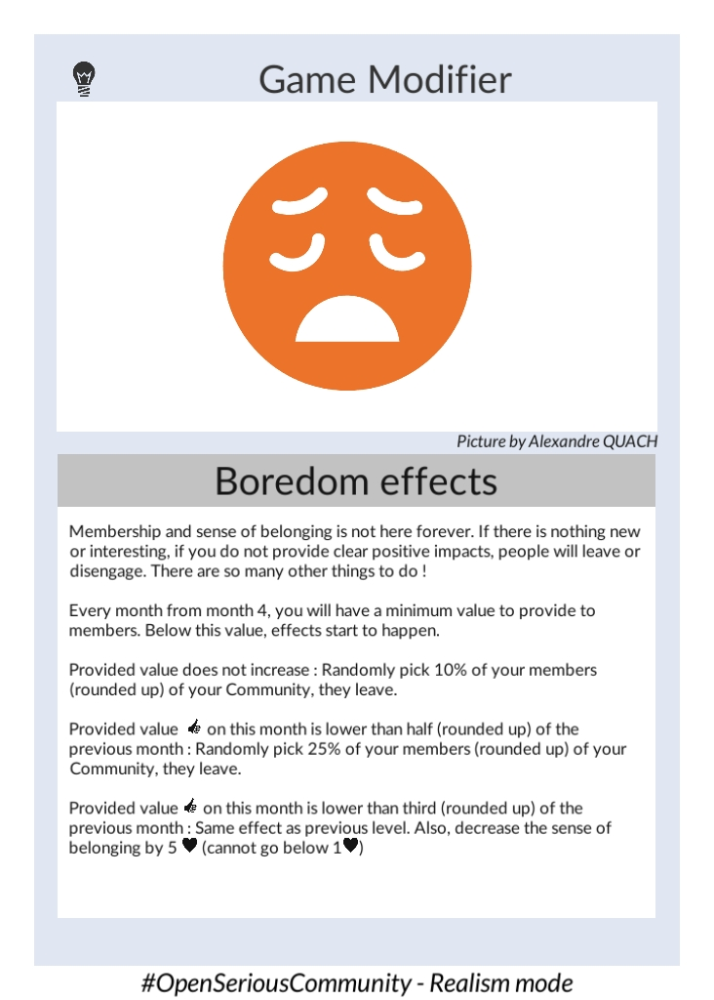 Game Modifier
Picture by Alexandre QUACH
Boredom effects
Membership and sense of belonging is not here forever. If there is nothing new
or interesting, if you do not provide clear positive impacts, people will leave or
disengage. There are so many other things to do !
Every month from month 4, you will have a minimum value to provide to
members. Below this value, effects start to happen.
Provided value does not increase : Randomly pick 10% of your members
(rounded up) of your Community, they leave.
Provided value 👍 on this month is lower than half (rounded up) of the
previous month : Randomly pick 25% of your members (rounded up) of your
Community, they leave.
Provided value 👍 on this month is lower than third (rounded up) of the
previous month : Same effect as previous level. Also, decrease the sense of
belonging by 5 ♥ (cannot go below 1♥)
#OpenSeriousCommunity - Realism mode